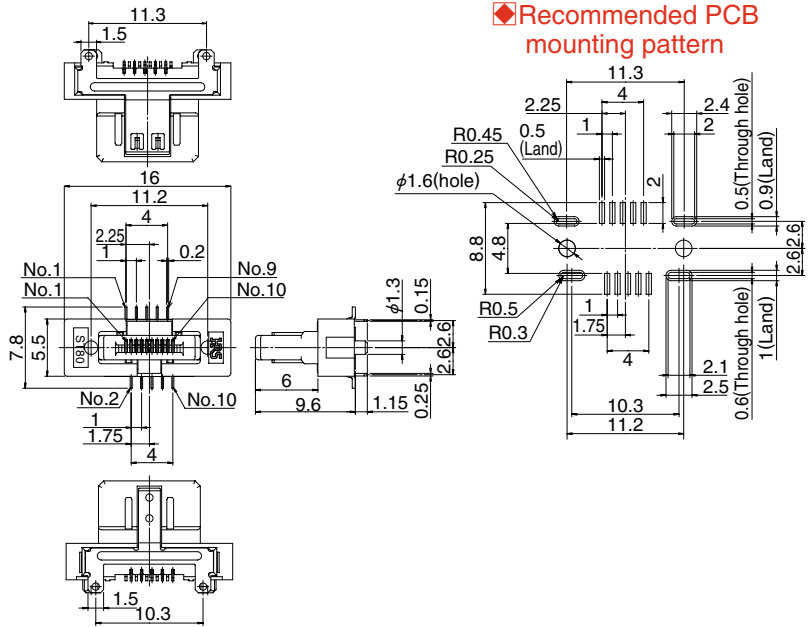 ◆Recommended PCB
mounting pattern
11.3
1.5
16
11.2
4
2.25
1
0.2
No.1
No.9
No.1
No.10
7.8
5.5
ST80
HRS
No.2
No.10
1
1.75
4
φ1.3
0.15
2.6
2.6
6
9.6
1.15
0.25
1.5
10.3
11.3
4
2.25
2.4
1
2
0.5
(Land)
R0.45
R0.25
φ1.6(hole)
2
0.5(Through hole)
0.9(Land)
8.8
4.8
2.6
2.6
R0.5
R0.3
1
1.75
4
2.1
2.5
0.6(Through hole)
1(Land)
10.3
11.2